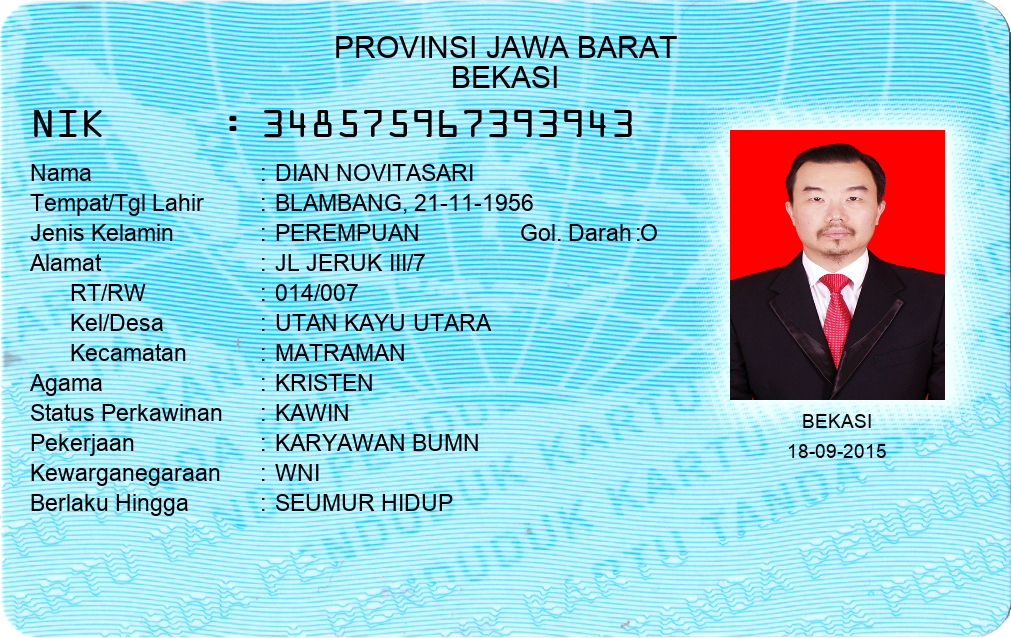 PROVINSI JAWA BARAT
BEKASI
NIK : 3485759673939​43
Nama : DIAN NOVITASARI
Tempat/Tgl Lahir : BLAMBANG, 21-11-1956
Jenis Kelamin : PEREMPUAN Gol. Darah :O
Alamat : JL JERUK III/7
RT/RW : 014/007
Kel/Desa : UTAN KAYU UTARA
Kecamatan : MATRAMAN
Agama : KRISTEN
Status Perkawinan : KAWIN
Pekerjaan : KARYAWAN BUMN
Kewarganegaraan : WNI
Berlaku Hingga : SEUMUR HIDUP
BEKASI
18-09-2015